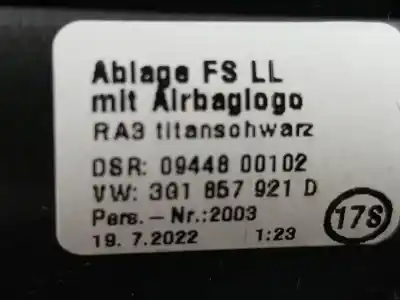 Ablage FS LL
mit Airbaglogo
RA3 titanschwarz
DSR: 09448 00102
VW: 3G1 857 921 D
Pers.-Nr.:2003
19. 7.2022 1:23
17S